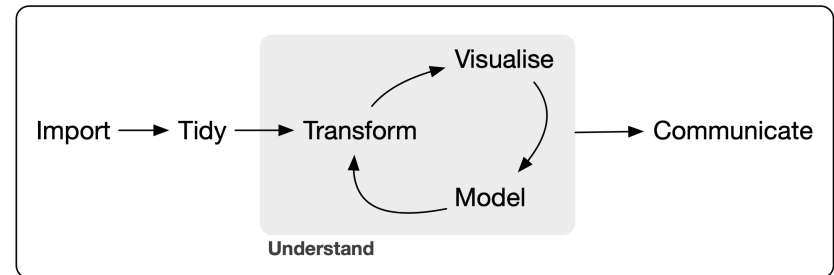 Visualise
Import Tidy Transform Communicate
Model
Understand